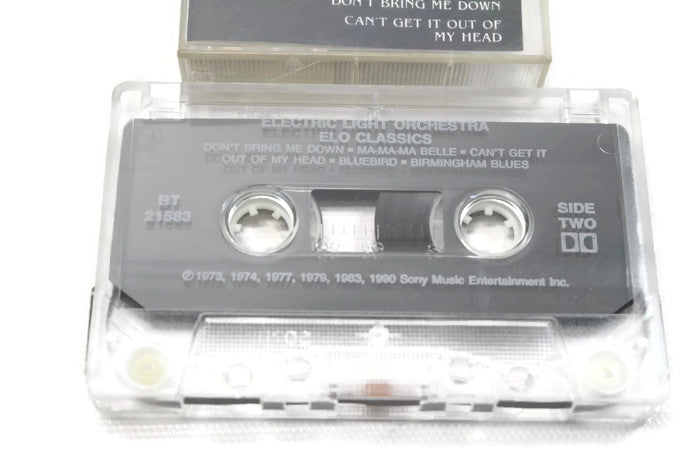 DON'T BRING ME DOWN
CAN'T GET IT OUT OF
MY HEAD
ELECTRIC LIGHT ORCHESTRA
ELO CLASSICS
DON'T BRING ME DOWN • MA-MA-MA BELLE • CAN'T GET IT
OUT OF MY HEAD • BLUEBIRD • BIRMINGHAM BLUES
BT
21583
SIDE
TWO
℗1973, 1974, 1977, 1979, 1983, 1990 Sony Music Entertainment Inc.